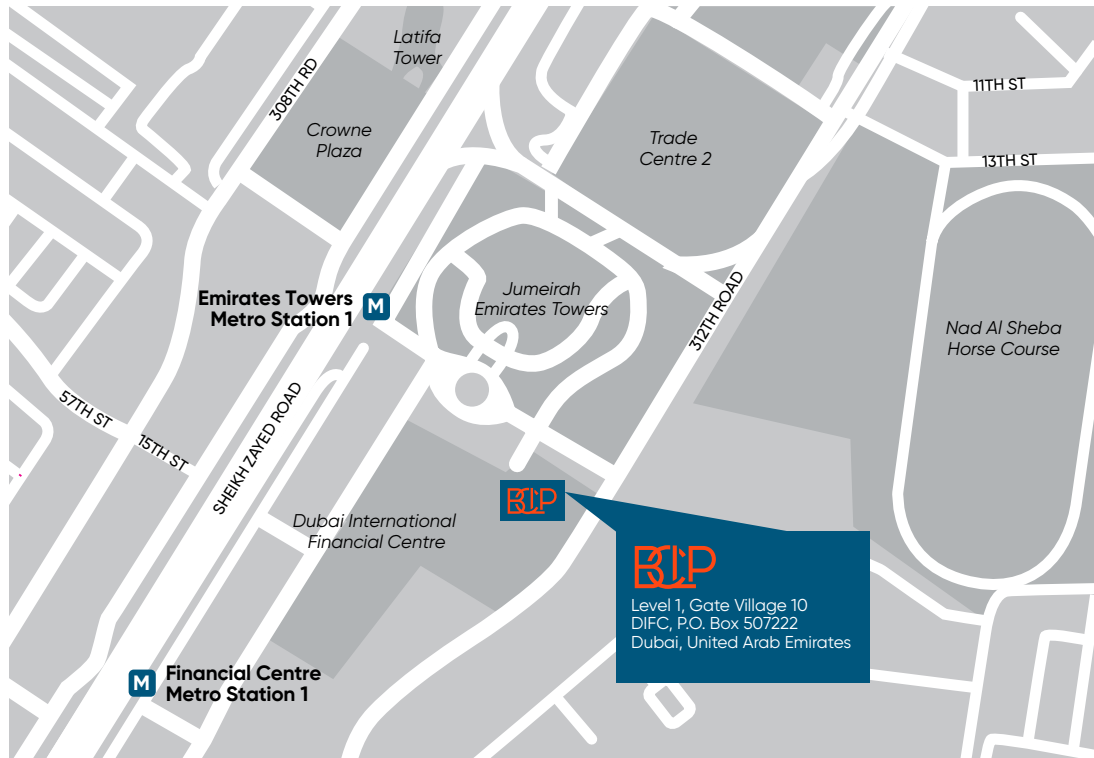 Latifa
Tower
308TH RD
Crowne
Plaza
Trade
Centre 2
11TH ST
13TH ST
Emirates Towers
Metro Station 1
M
Jumeirah
Emirates Towers
312TH ROAD
Nad Al Sheba
Horse Course
57TH ST
15TH ST
SHEIKH ZAYED ROAD
Dubai International
Financial Centre
BCLP
BCLP
Level 1, Gate Village 10
DIFC, P.O. Box 507222
Dubai, United Arab Emirates
M
Financial Centre
Metro Station 1